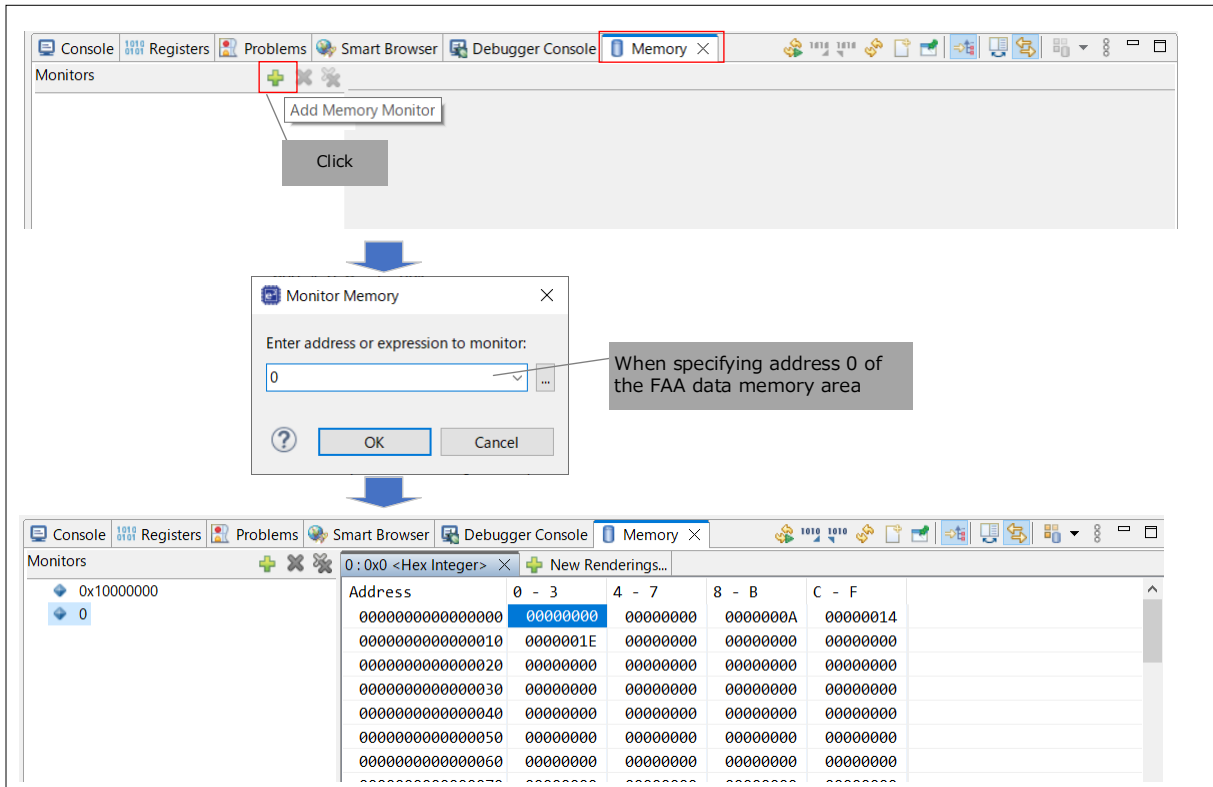 Console Registers Problems Smart Browser Debugger Console Memory
Monitors
Add Memory Monitor
Click
Monitor Memory
Enter address or expression to monitor:
0
...
When specifying address 0 of
the FAA data memory area
OK Cancel
Console Registers Problems Smart Browser Debugger Console Memory
Monitors
0x10000000
0
0 : 0x0 <Hex Integer> New Renderings...
Address 0 - 3 4 - 7 8 - B C - F
0000000000000000 00000000 00000000 0000000A 00000014
0000000000000010 0000001E 00000000 00000000 00000000
0000000000000020 00000000 00000000 00000000 00000000
0000000000000030 00000000 00000000 00000000 00000000
0000000000000040 00000000 00000000 00000000 00000000
0000000000000050 00000000 00000000 00000000 00000000
0000000000000060 00000000 00000000 00000000 00000000